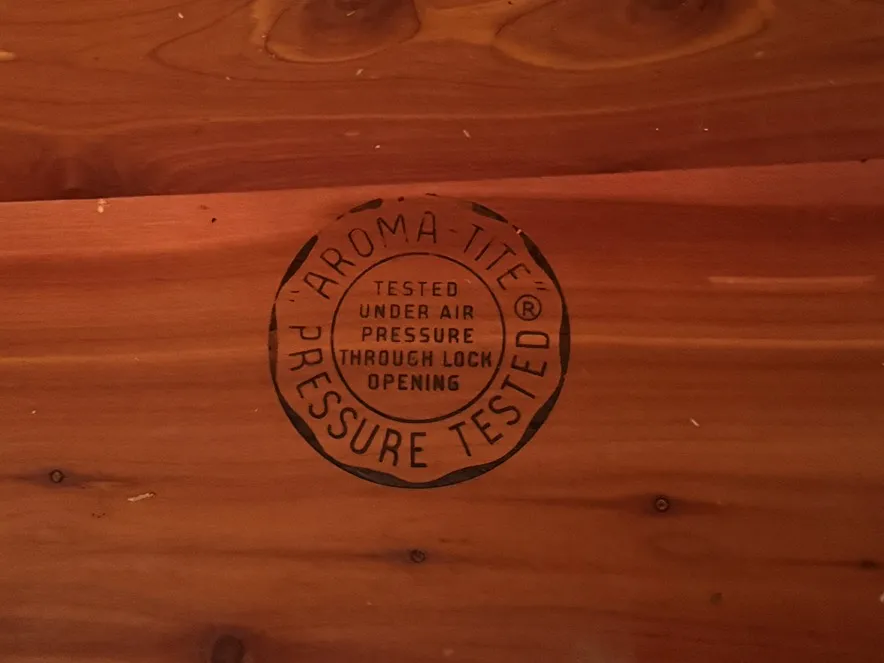 "AROMA-TITE"®
PRESSURE TESTED
TESTED
UNDER AIR
PRESSURE
THROUGH LOCK
OPENING